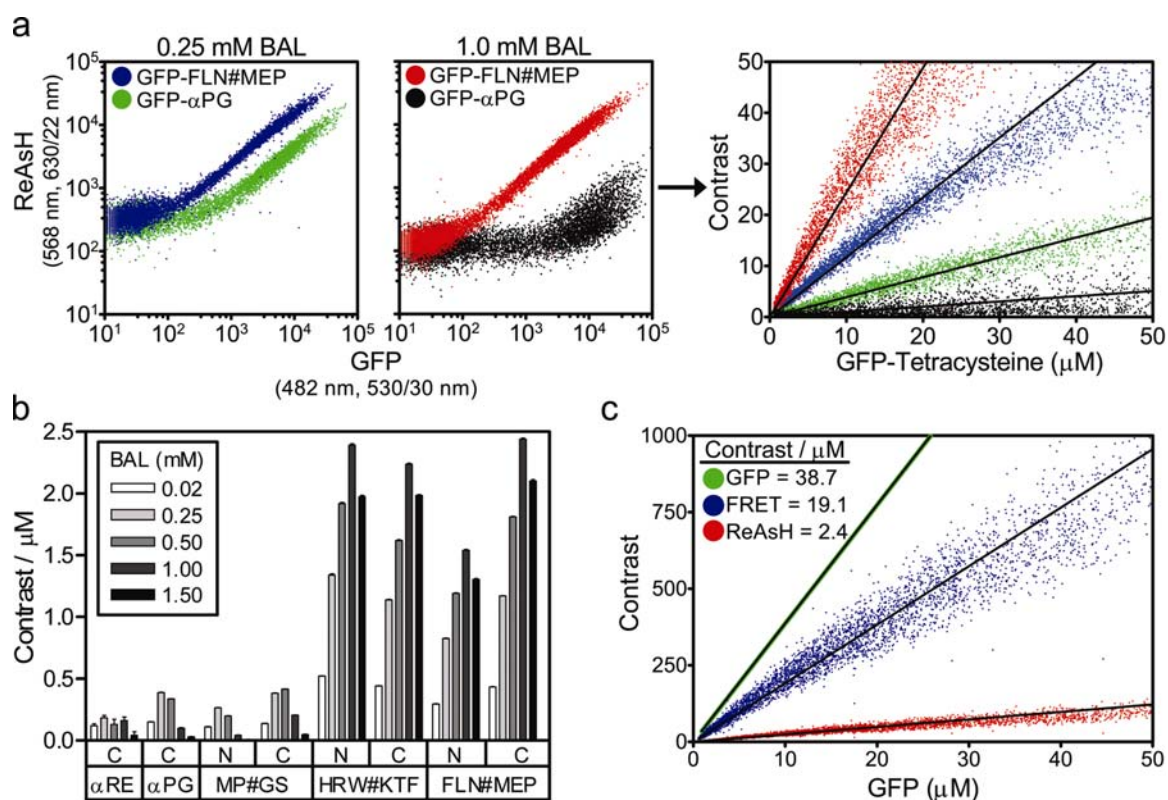 a
0.25 mM BAL
1.0 mM BAL
GFP-FLN#MEP
GFP-αPG
GFP-FLN#MEP
GFP-αPG
ReAsH
(568 nm, 630/22 nm)
10^5
10^4
10^3
10^2
10^1
10^1 10^2 10^3 10^4 10^5
10^1 10^2 10^3 10^4 10^5
GFP
(482 nm, 530/30 nm)
Contrast
50
40
30
20
10
0
0 10 20 30 40 50
GFP-Tetracysteine (μM)
b
Contrast / μM
2.5
2.0
1.5
1.0
0.5
0.0
BAL (mM)
0.02
0.25
0.50
1.00
1.50
C C N C N C N C
αRE αPG MP#GS HRW#KTF FLN#MEP
c
Contrast
1000
750
500
250
0
Contrast / μM
GFP = 38.7
FRET = 19.1
ReAsH = 2.4
0 10 20 30 40 50
GFP (μM)